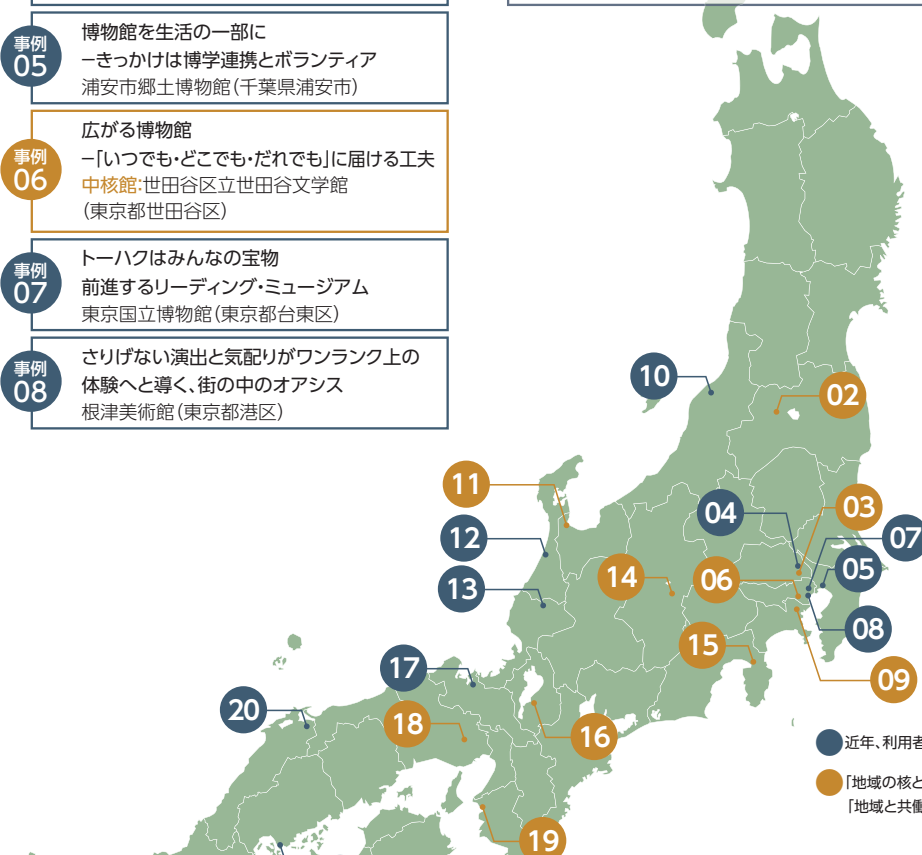 事例
05
博物館を生活の一部に
−きっかけは博学連携とボランティア
浦安市郷土博物館(千葉県浦安市)
事例
06
広がる博物館
−「いつでも・どこでも・だれでも」に届ける工夫
中核館:世田谷区立世田谷文学館
(東京都世田谷区)
事例
07
トーハクはみんなの宝物
前進するリーディング・ミュージアム
東京国立博物館(東京都台東区)
事例
08
さりげない演出と気配りがワンランク上の
体験へと導く、街の中のオアシス
根津美術館(東京都港区)
10
02
11
04
03
12
07
05
14
06
13
08
15
17
09
20
18
16
19
近年、利用者
「地域の核と
「地域と共働